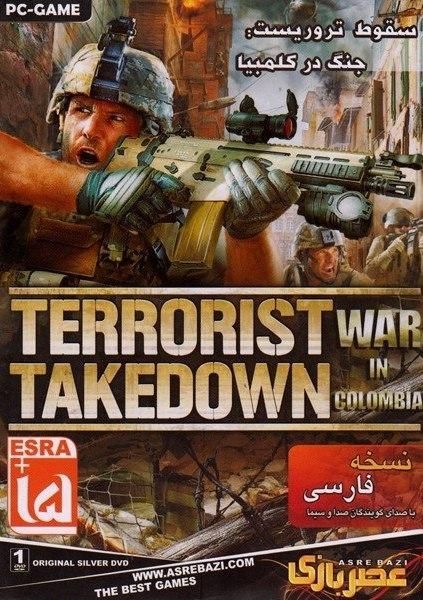 PC-GAME
سقوط تروریست:
جنگ در کلمبیا
TERRORIST
TAKEDOWN
WAR
IN
COLOMBIA
ESRA
+۱۵
نسخه
فارسی
با صدای گویندگان صدا و سیما
1
DVD
ORIGINAL SILVER DVD
WWW.ASREBAZI.COM
THE BEST GAMES
ASRE BAZI
عصر بازی